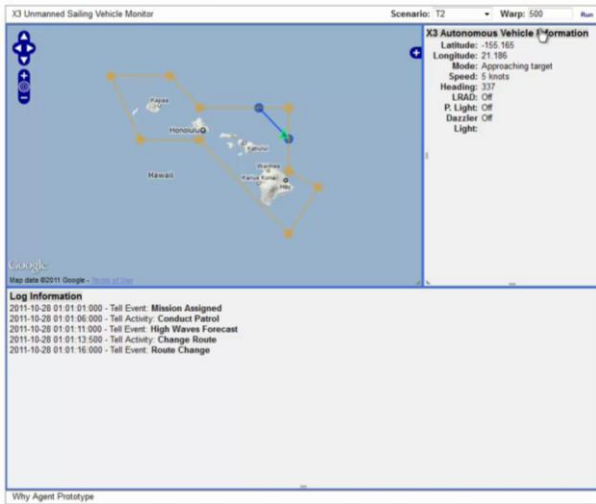 X3 Unmanned Sailing Vehicle Monitor
Scenario: T2 Warp: 500 Run
X3 Autonomous Vehicle Information
Latitude: -155.165
Longitude: 21.186
Mode: Approaching target
Speed: 5 knots
Heading: 337
LRAD: Off
P. Light: Off
Dazzler Off
Light:
Kapaa
Honolulu
Kahului
Waimea
Kailua Kona
Hilo
Hawaii
Google
Map data ©2011 Google - Terms of Use
Log Information
2011-10-28 01:01:01:000 - Tell Event: Mission Assigned
2011-10-28 01:01:06:000 - Tell Activity: Conduct Patrol
2011-10-28 01:01:11:000 - Tell Event: High Waves Forecast
2011-10-28 01:01:13:500 - Tell Activity: Change Route
2011-10-28 01:01:16:000 - Tell Event: Route Change
Why Agent Prototype